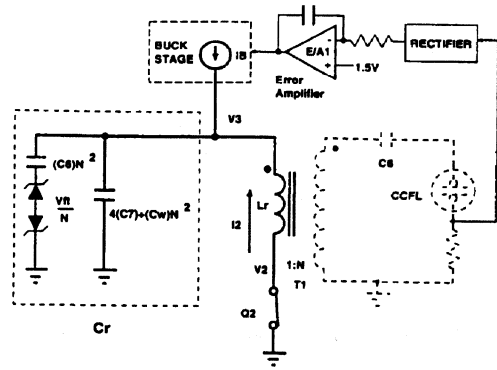 BUCK
STAGE
IB
E/A1
-
+
1.5V
RECTIFIER
Error
Amplifier
V3
(C6)N 2
Vft
N
4(C7)+(Cw)N 2
Cr
I2
Lr
V2
1:N
T1
Q2
C6
CCFL